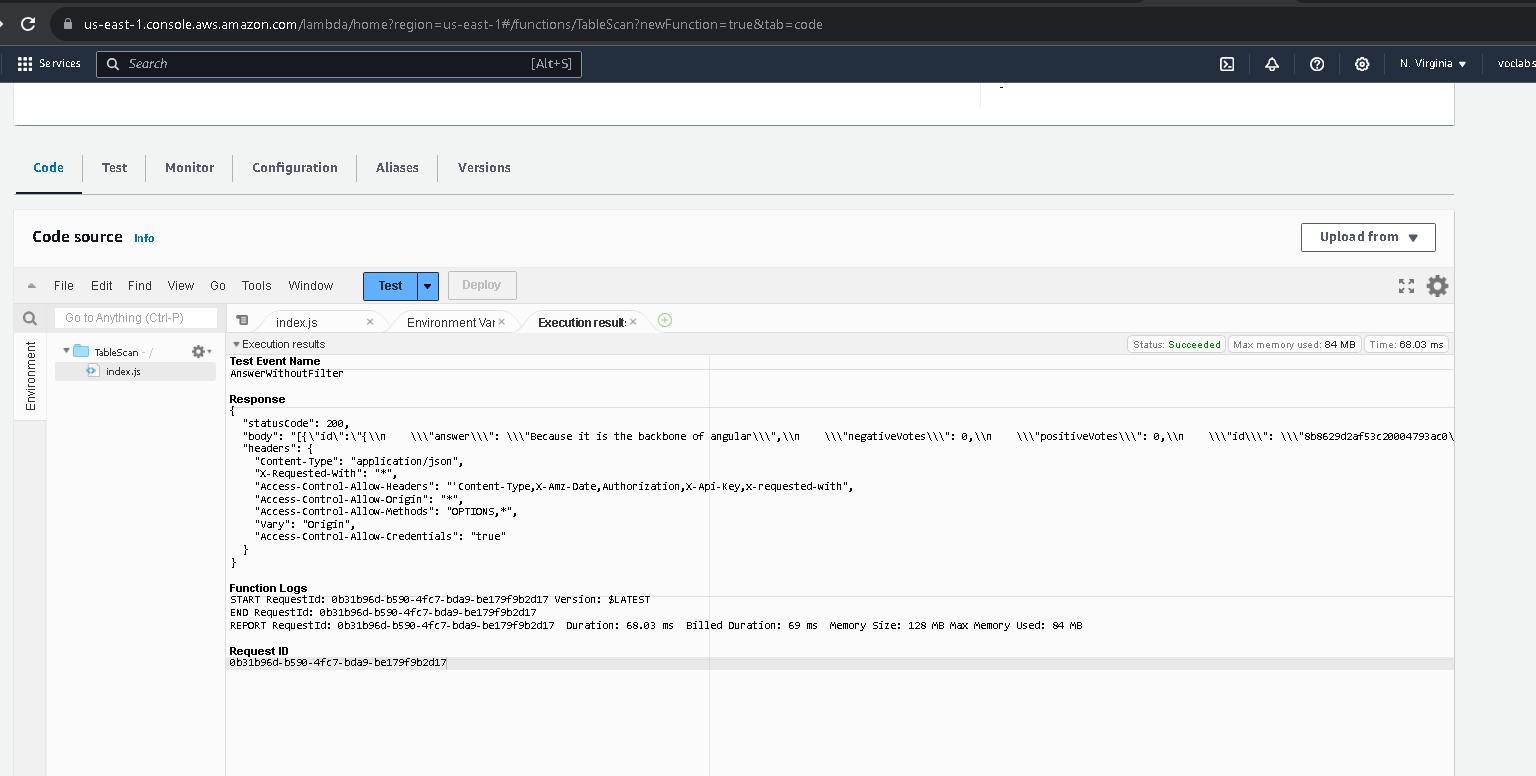 us-east-1.console.aws.amazon.com/lambda/home?region=us-east-1#/functions/TableScan?newFunction=true&tab=code
Services Search [Alt+S] N. Virginia voclabs
Code Test Monitor Configuration Aliases Versions
Code source Info Upload from
File Edit Find View Go Tools Window Test Deploy
Go to Anything (Ctrl-P) index.js Environment Var Execution results
Environment
TableScan - /
index.js
Execution results Status: Succeeded Max memory used: 84 MB Time: 68.03 ms
Test Event Name
AnswerWithoutFilter
Response
{
"statusCode": 200,
"body": "[{\"id\":\"{\\n    \\\"answer\\\": \\\"Because it is the backbone of angular\\\",\\n    \\\"negativeVotes\\\": 0,\\n    \\\"positiveVotes\\\": 0,\\n    \\\"id\\\": \\\"8b8629d2af53c20004793ac0\
"headers": {
"Content-Type": "application/json",
"X-Requested-With": "*",
"Access-Control-Allow-Headers": "'Content-Type,X-Amz-Date,Authorization,X-Api-Key,x-requested-with",
"Access-Control-Allow-Origin": "*",
"Access-Control-Allow-Methods": "OPTIONS,*",
"Vary": "Origin",
"Access-Control-Allow-Credentials": "true"
}
}
Function Logs
START RequestId: 0b31b96d-b590-4fc7-bda9-be179f9b2d17 Version: $LATEST
END RequestId: 0b31b96d-b590-4fc7-bda9-be179f9b2d17
REPORT RequestId: 0b31b96d-b590-4fc7-bda9-be179f9b2d17 Duration: 68.03 ms Billed Duration: 69 ms Memory Size: 128 MB Max Memory Used: 84 MB
Request ID
0b31b96d-b590-4fc7-bda9-be179f9b2d17